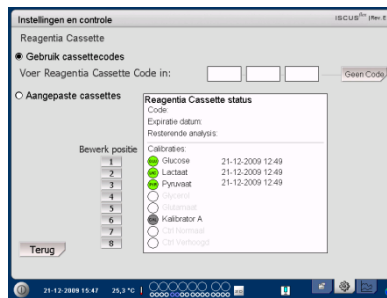 Instellingen en controle
ISCUS flex (Rev.E
Reagentia Cassette
Gebruik cassettecodes
Voer Reagentia Cassette Code in:
Geen Code
Aangepaste cassettes
Reagentia Cassette status
Code:
Expiratie datum:
Resterende analysis:
Bewerk positie
Calibraties:
1 Glucose 21-12-2009 12:49
2 Lactaat 21-12-2009 12:49
3 Pyruvaat 21-12-2009 12:49
4 Glycerol
5 Glutamaat
6 Kalibrator A
7 Ctrl Normaal
8 Ctrl Verhoogd
Terug
21-12-2009 15:47 25,3 °C